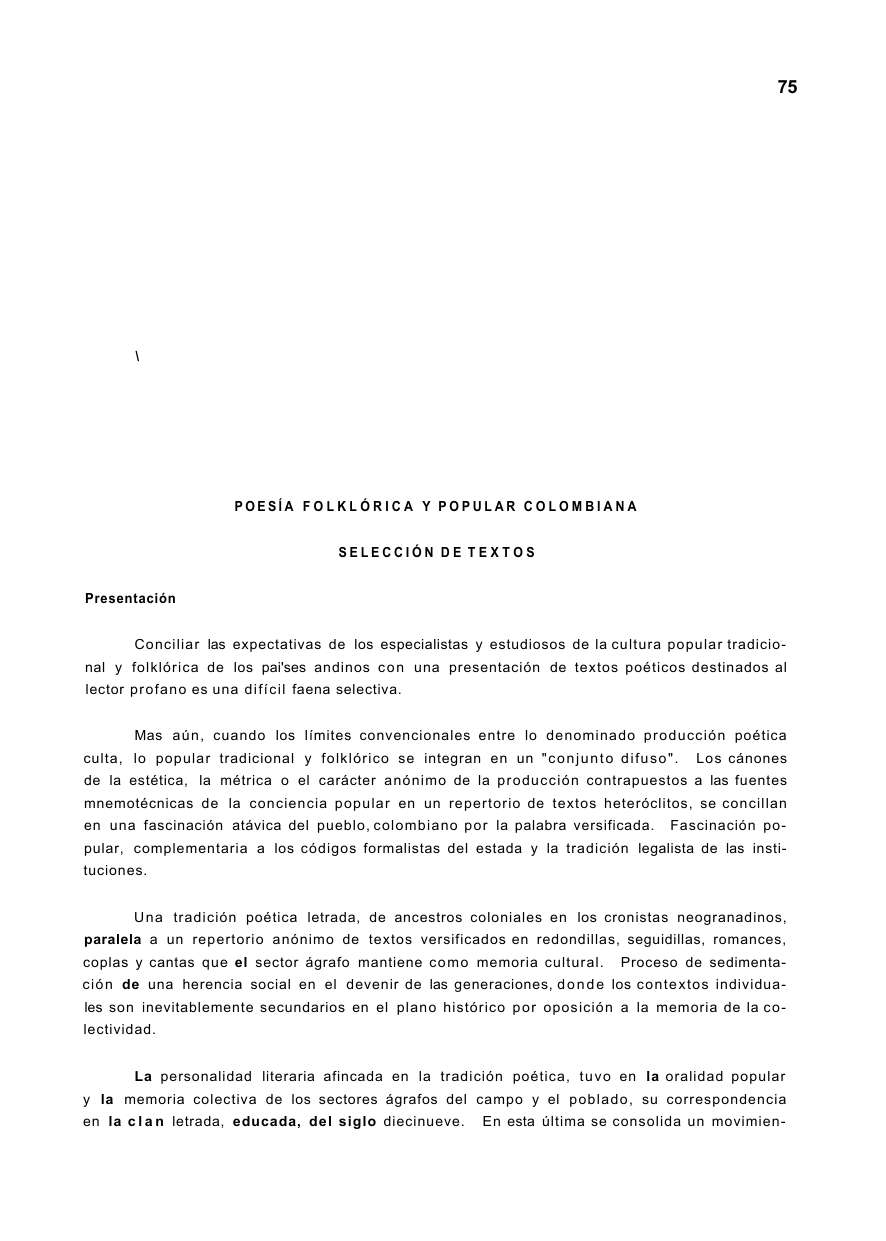 75
\
POESÍA FOLKLÓRICA Y POPULAR COLOMBIANA
SELECCIÓN DE TEXTOS
Presentación
Conciliar las expectativas de los especialistas y estudiosos de la cultura popular tradicio-
nal y folklórica de los pai'ses andinos con una presentación de textos poéticos destinados al
lector profano es una difícil faena selectiva.
Mas aún, cuando los límites convencionales entre lo denominado producción poética
culta, lo popular tradicional y folklórico se integran en un "conjunto difuso". Los cánones
de la estética, la métrica o el carácter anónimo de la producción contrapuestos a las fuentes
mnemotécnicas de la conciencia popular en un repertorio de textos heteróclitos, se concillan
en una fascinación atávica del pueblo, colombiano por la palabra versificada. Fascinación po-
pular, complementaria a los códigos formalistas del estada y la tradición legalista de las insti-
tuciones.
Una tradición poética letrada, de ancestros coloniales en los cronistas neogranadinos,
paralela a un repertorio anónimo de textos versificados en redondillas, seguidillas, romances,
coplas y cantas que el sector ágrafo mantiene como memoria cultural. Proceso de sedimenta-
ción de una herencia social en el devenir de las generaciones, donde los contextos individua-
les son inevitablemente secundarios en el plano histórico por oposición a la memoria de la co-
lectividad.
La personalidad literaria afincada en la tradición poética, tuvo en la oralidad popular
y la memoria colectiva de los sectores ágrafos del campo y el poblado, su correspondencia
en la clan letrada, educada, del siglo diecinueve. En esta última se consolida un movimien-